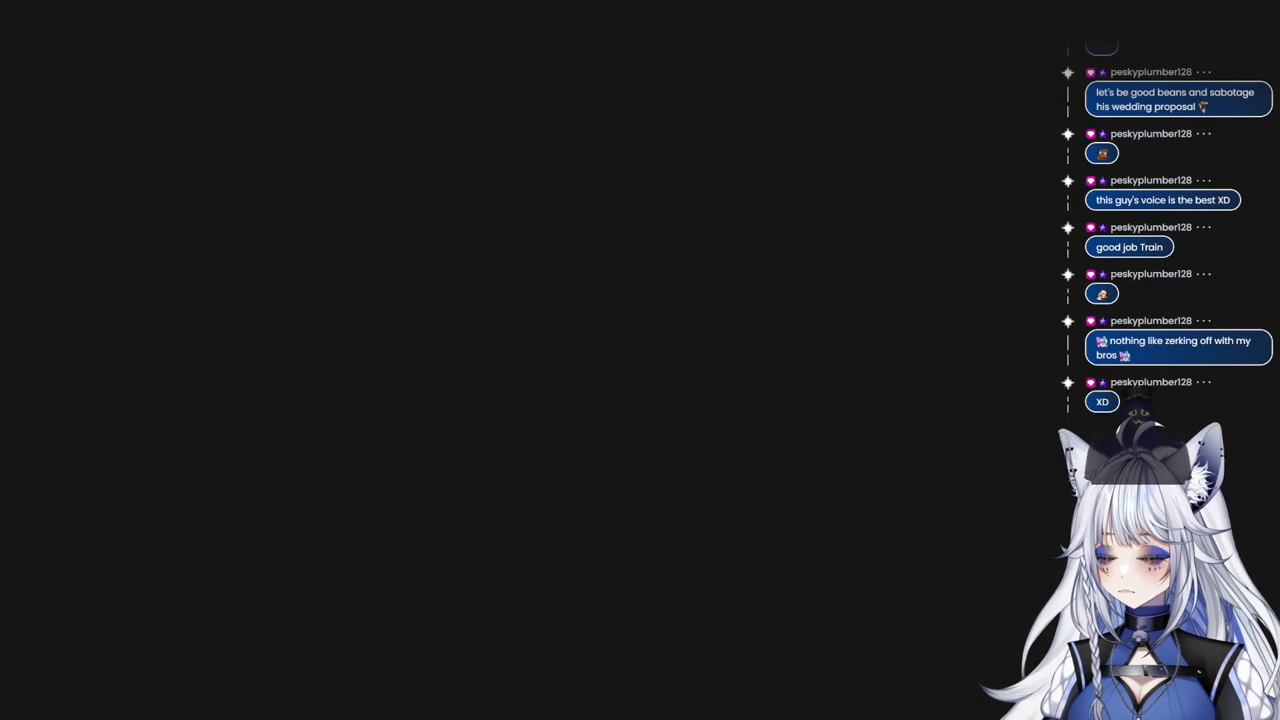 peskyplumber128
let's be good beans and sabotage
his wedding proposal
peskyplumber128
peskyplumber128
this guy's voice is the best XD
peskyplumber128
good job Train
peskyplumber128
peskyplumber128
nothing like zerking off with my
bros
peskyplumber128
XD